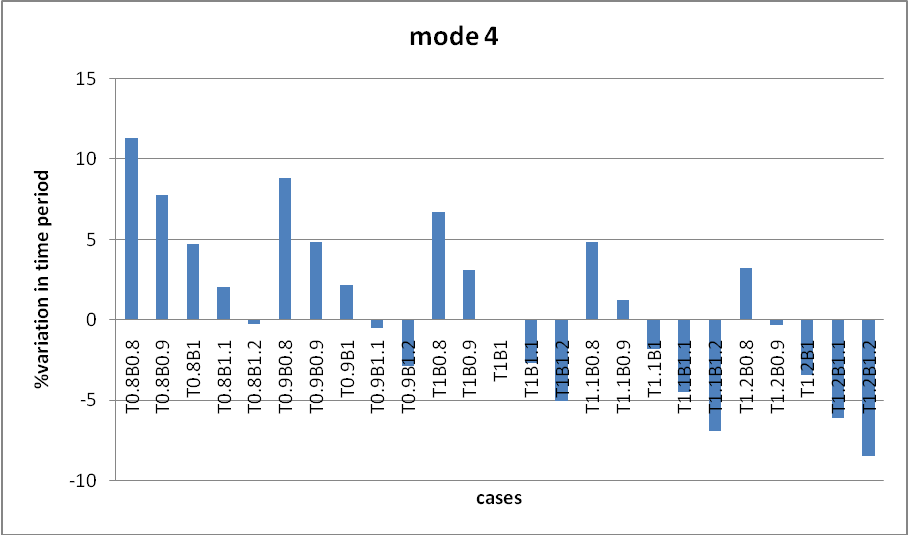 mode 4
%variation in time period
15
10
5
0
-5
-10
T0.8B0.8
T0.8B0.9
T0.8B1
T0.8B1.1
T0.8B1.2
T0.9B0.8
T0.9B0.9
T0.9B1
T0.9B1.1
T0.9B1.2
T1B0.8
T1B0.9
T1B1
T1B1.1
T1B1.2
T1.1B0.8
T1.1B0.9
T1.1B1
T1.1B1.1
T1.1B1.2
T1.2B0.8
T1.2B0.9
T1.2B1
T1.2B1.1
T1.2B1.2
cases